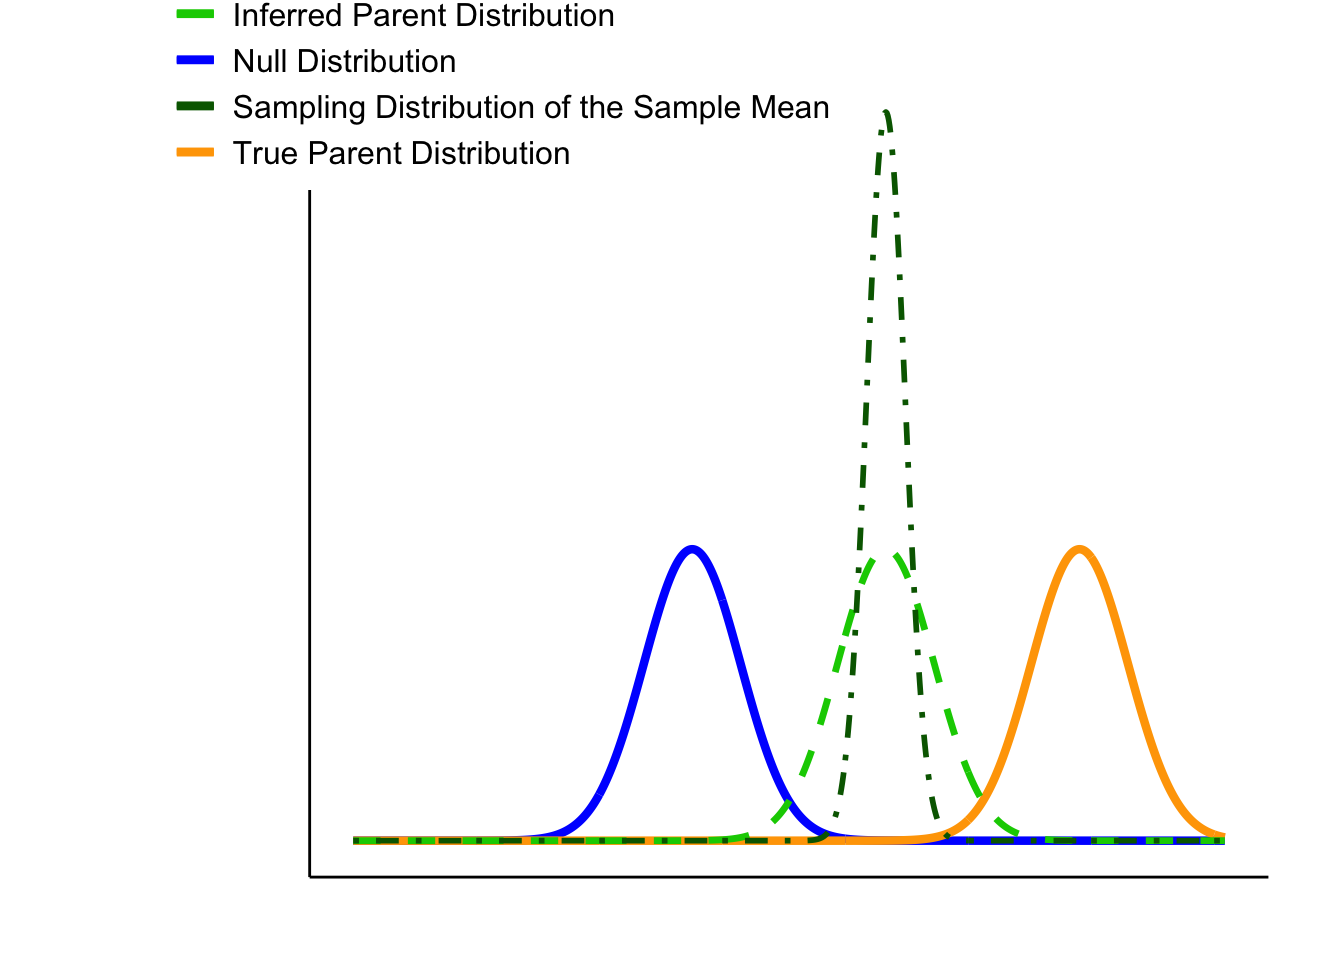 Inferred Parent Distribution
Null Distribution
Sampling Distribution of the Sample Mean
True Parent Distribution